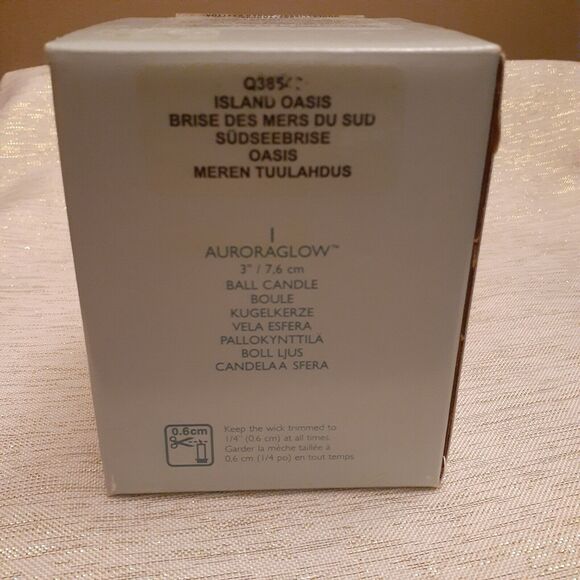 ISLAND OASIS
BRISE DES MERS DU SUD
SÜDSEEBRISE
OASIS
MEREN TUULAHDUS
1
AURORAGLOW™
3" / 7.6 cm
BALL CANDLE
BOULE
KUGELKERZE
VELA ESFERA
PALLOKYNTTILÄ
BOLL LJUS
CANDELA A SFERA
0.6cm
Keep the wick trimmed to
1/4" (0.6 cm) at all times.
Garder la mèche taillée à
0,6 cm (1/4 po) en tout temps